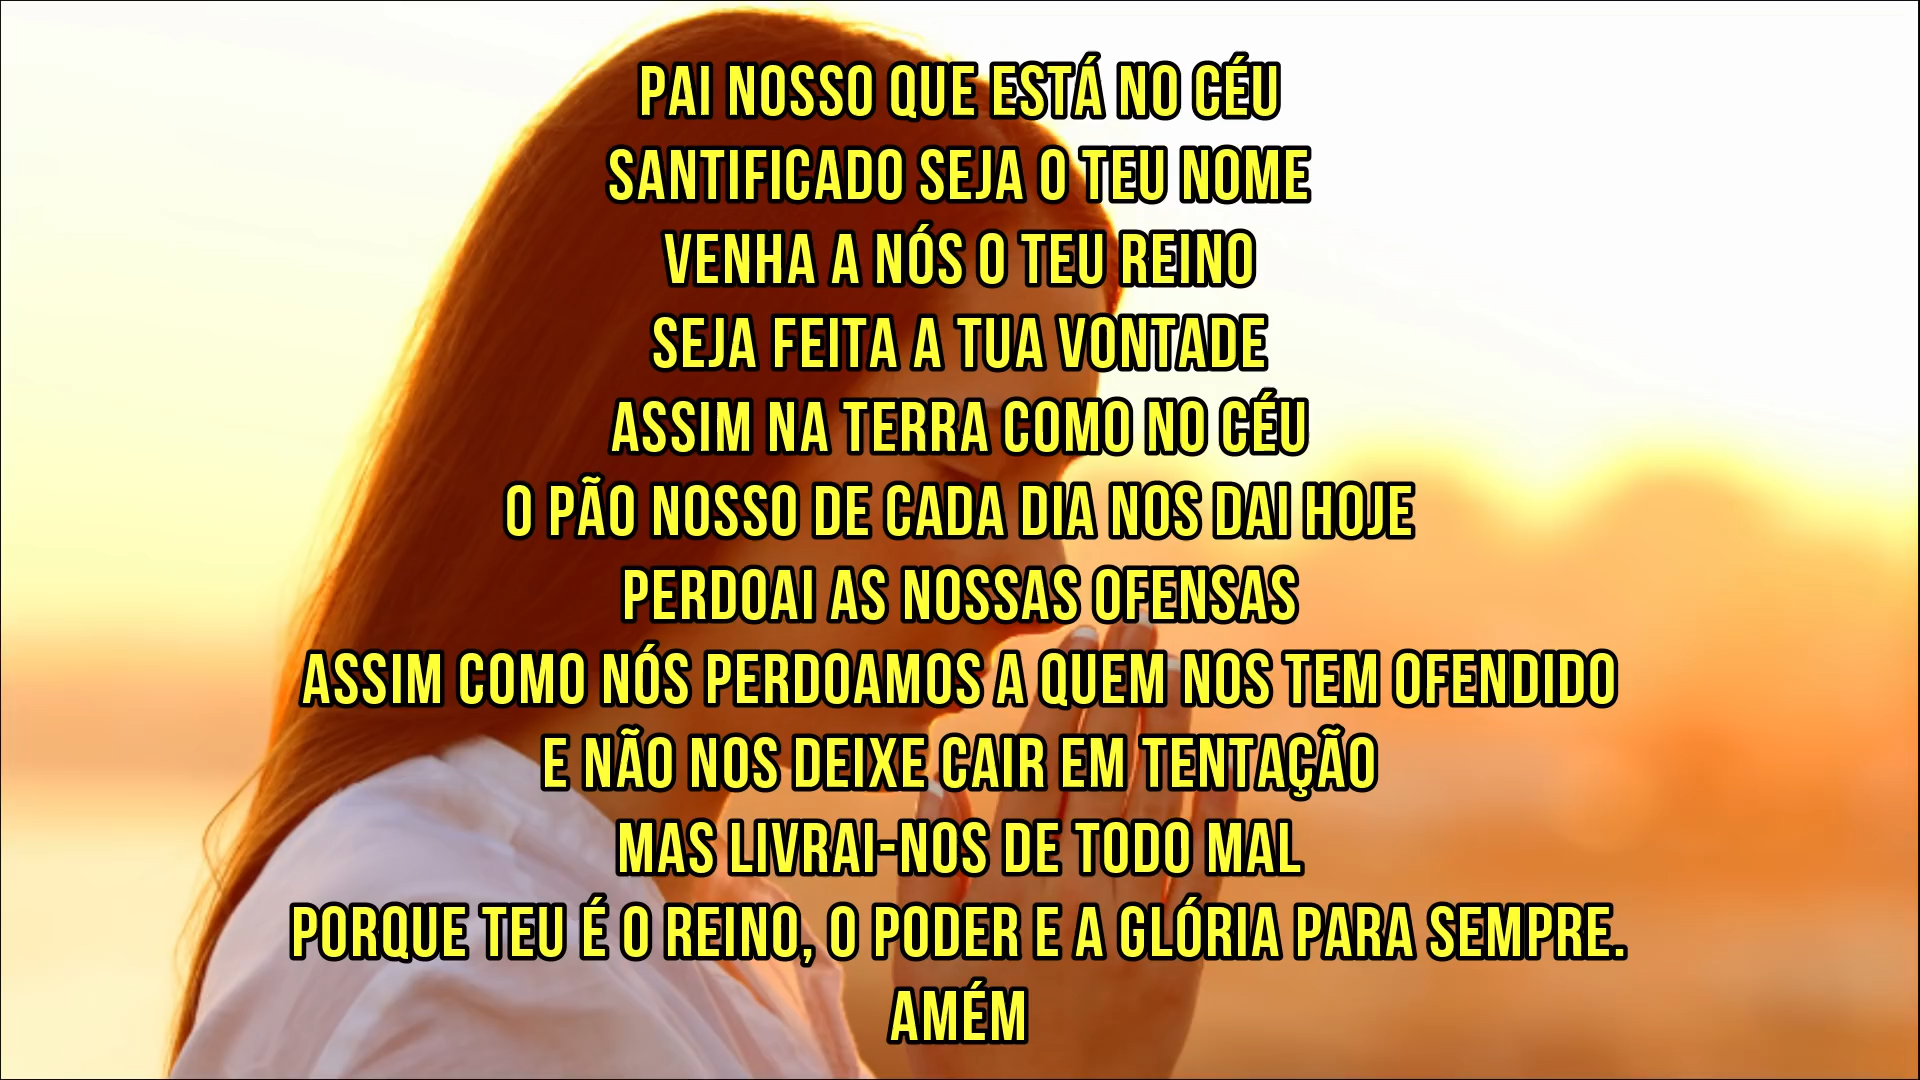 PAI NOSSO QUE ESTÁ NO CÉU
SANTIFICADO SEJA O TEU NOME
VENHA A NÓS O TEU REINO
SEJA FEITA A TUA VONTADE
ASSIM NA TERRA COMO NO CÉU
O PÃO NOSSO DE CADA DIA NOS DAI HOJE
PERDOAI AS NOSSAS OFENSAS
ASSIM COMO NÓS PERDOAMOS A QUEM NOS TEM OFENDIDO
E NÃO NOS DEIXE CAIR EM TENTAÇÃO
MAS LIVRAI-NOS DE TODO MAL
PORQUE TEU É O REINO, O PODER E A GLÓRIA PARA SEMPRE.
AMÉM